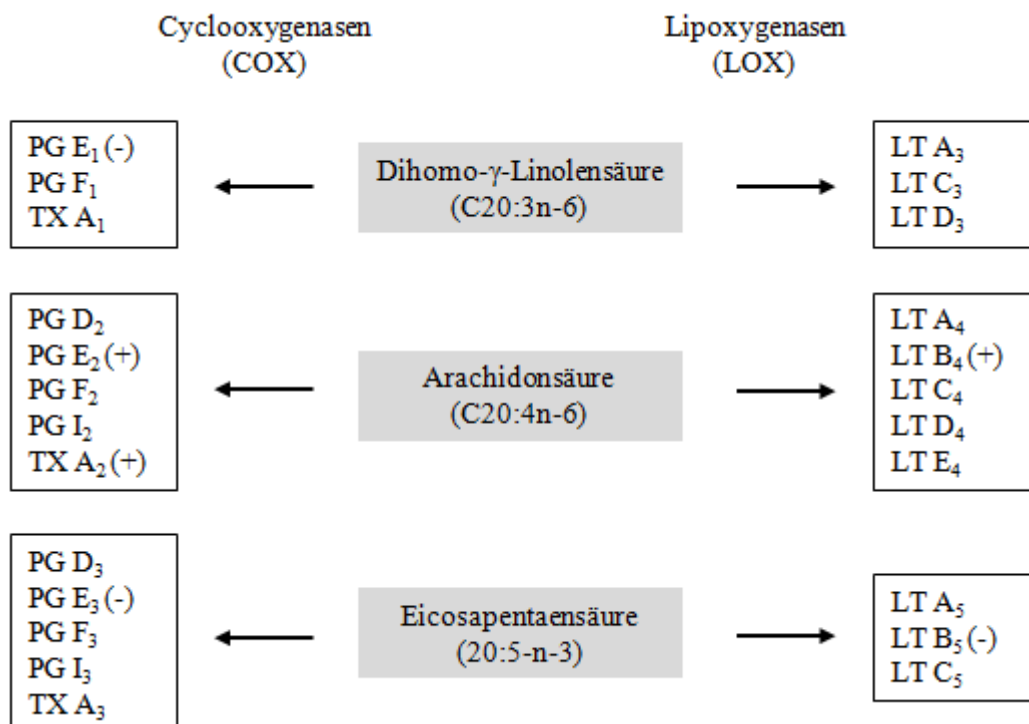 Cyclooxygenasen
(COX)
Lipoxygenasen
(LOX)
PG E₁ (-)
PG F₁
TX A₁
Dihomo-γ-Linolensäure
(C20:3n-6)
LT A₃
LT C₃
LT D₃
PG D₂
PG E₂ (+)
PG F₂
PG I₂
TX A₂ (+)
Arachidonsäure
(C20:4n-6)
LT A₄
LT B₄ (+)
LT C₄
LT D₄
LT E₄
PG D₃
PG E₃ (-)
PG F₃
PG I₃
TX A₃
Eicosapentaensäure
(20:5-n-3)
LT A₅
LT B₅ (-)
LT C₅